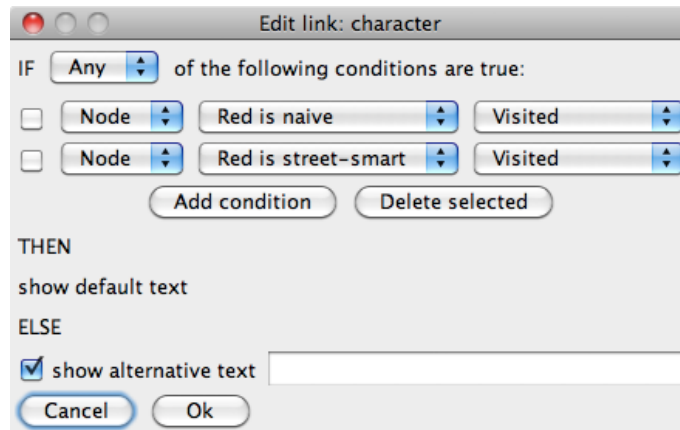 Edit link: character
IF Any of the following conditions are true:
Node Red is naive Visited
Node Red is street-smart Visited
Add condition Delete selected
THEN
show default text
ELSE
show alternative text
Cancel Ok